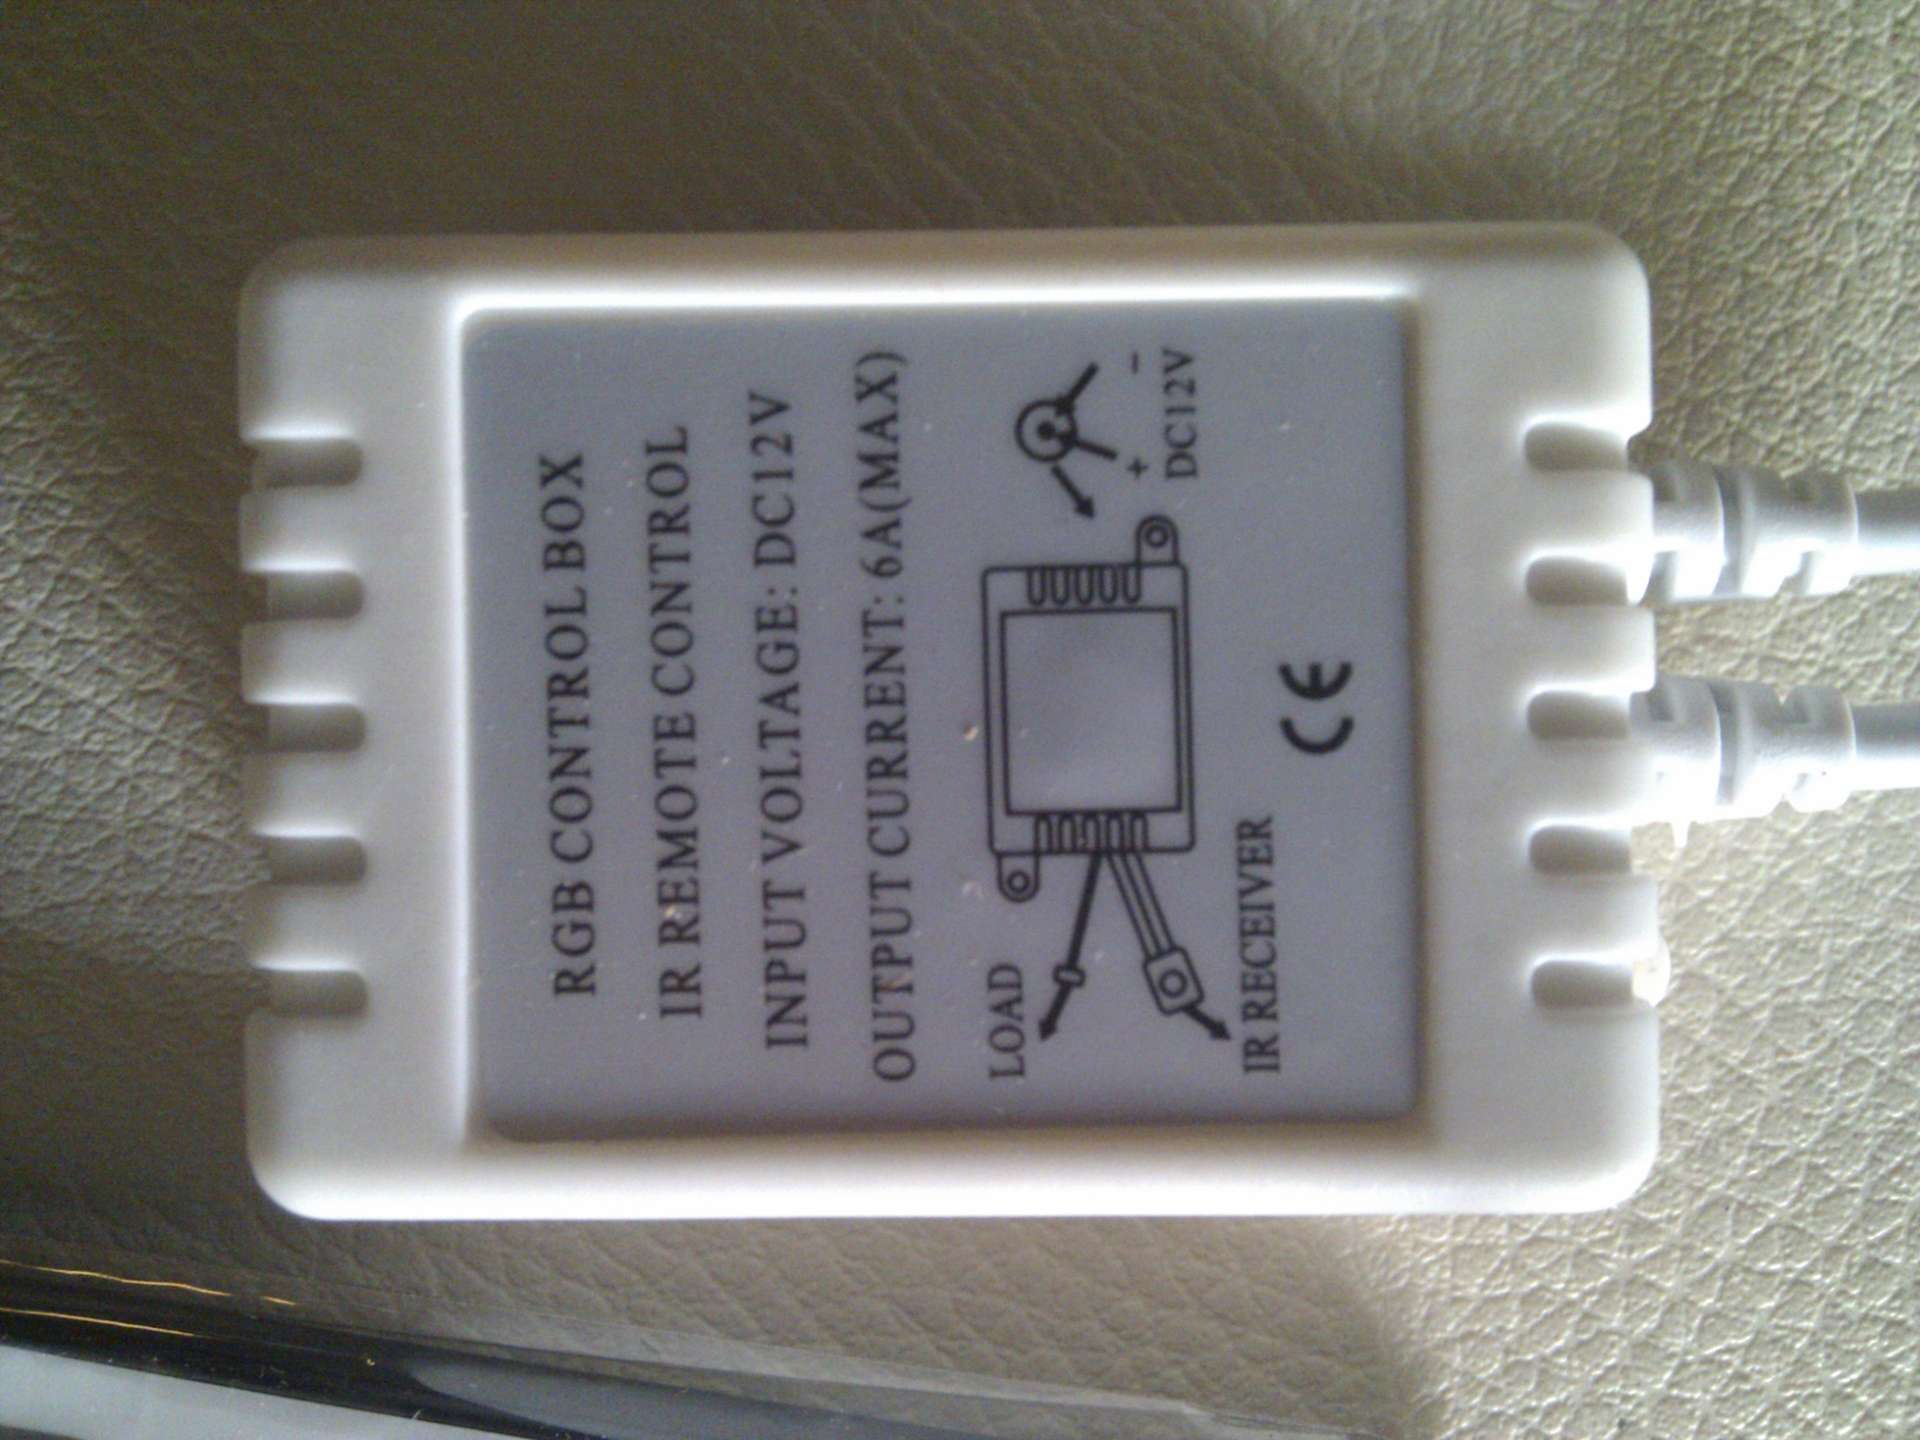 RGB CONTROL BOX
IR REMOTE CONTROL
INPUT VOLTAGE: DC12V
OUTPUT CURRENT: 6A(MAX)
LOAD
+ -
DC12V
IR RECEIVER
CE